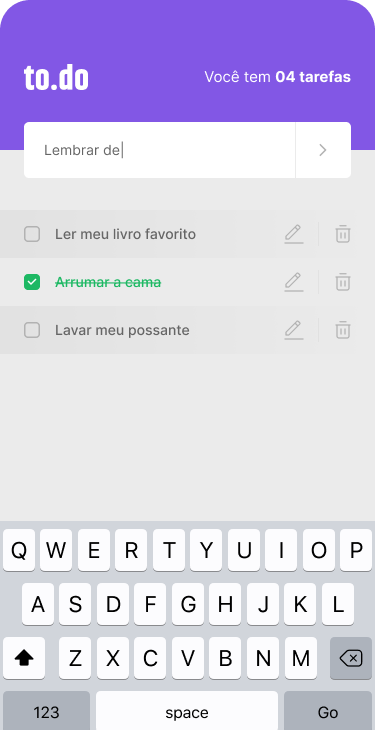 to.do
Você tem 04 tarefas
Lembrar de
Ler meu livro favorito
Arrumar a cama
Lavar meu possante
Q W E R T Y U I O P
A S D F G H J K L
Z X C V B N M
123 space Go